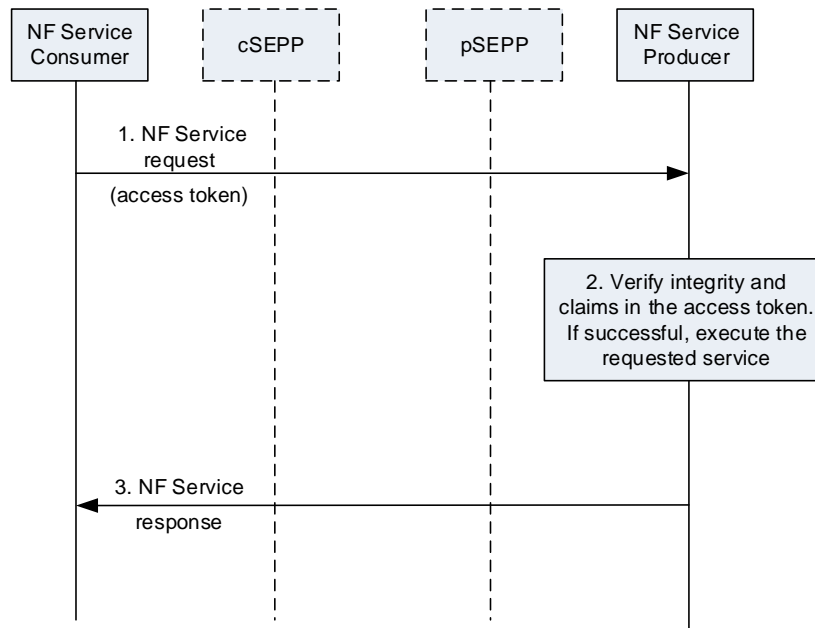 NF Service
Consumer
cSEPP
pSEPP
NF Service
Producer
1. NF Service
request
(access token)
2. Verify integrity and
claims in the access token.
If successful, execute the
requested service
3. NF Service
response